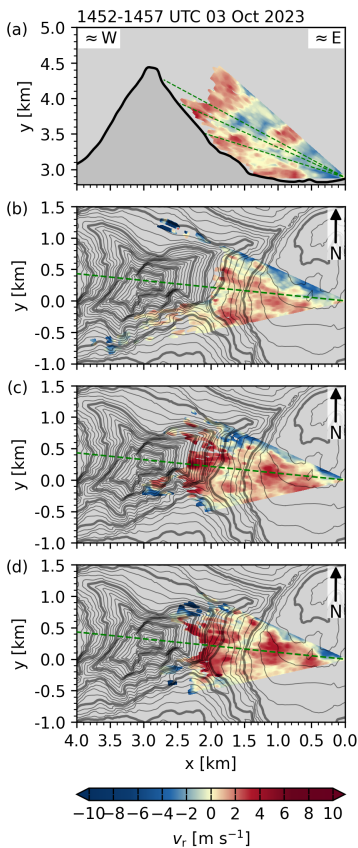 1452-1457 UTC 03 Oct 2023
(a)
≈ W
≈ E
5.0
4.5
4.0
3.5
3.0
y [km]
(b)
1.5
1.0
0.5
0.0
-0.5
-1.0
y [km]
N
(c)
1.5
1.0
0.5
0.0
-0.5
-1.0
y [km]
N
(d)
1.5
1.0
0.5
0.0
-0.5
-1.0
y [km]
N
4.0 3.5 3.0 2.5 2.0 1.5 1.0 0.5 0.0
x [km]
−10−8 −6 −4 −2 0 2 4 6 8 10
vr [m s−1]